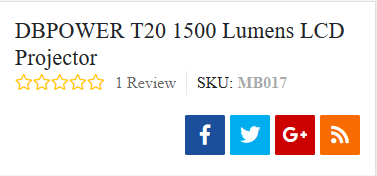 DBPOWER T20 1500 Lumens LCD
Projector
1 Review SKU: MB017
f G+